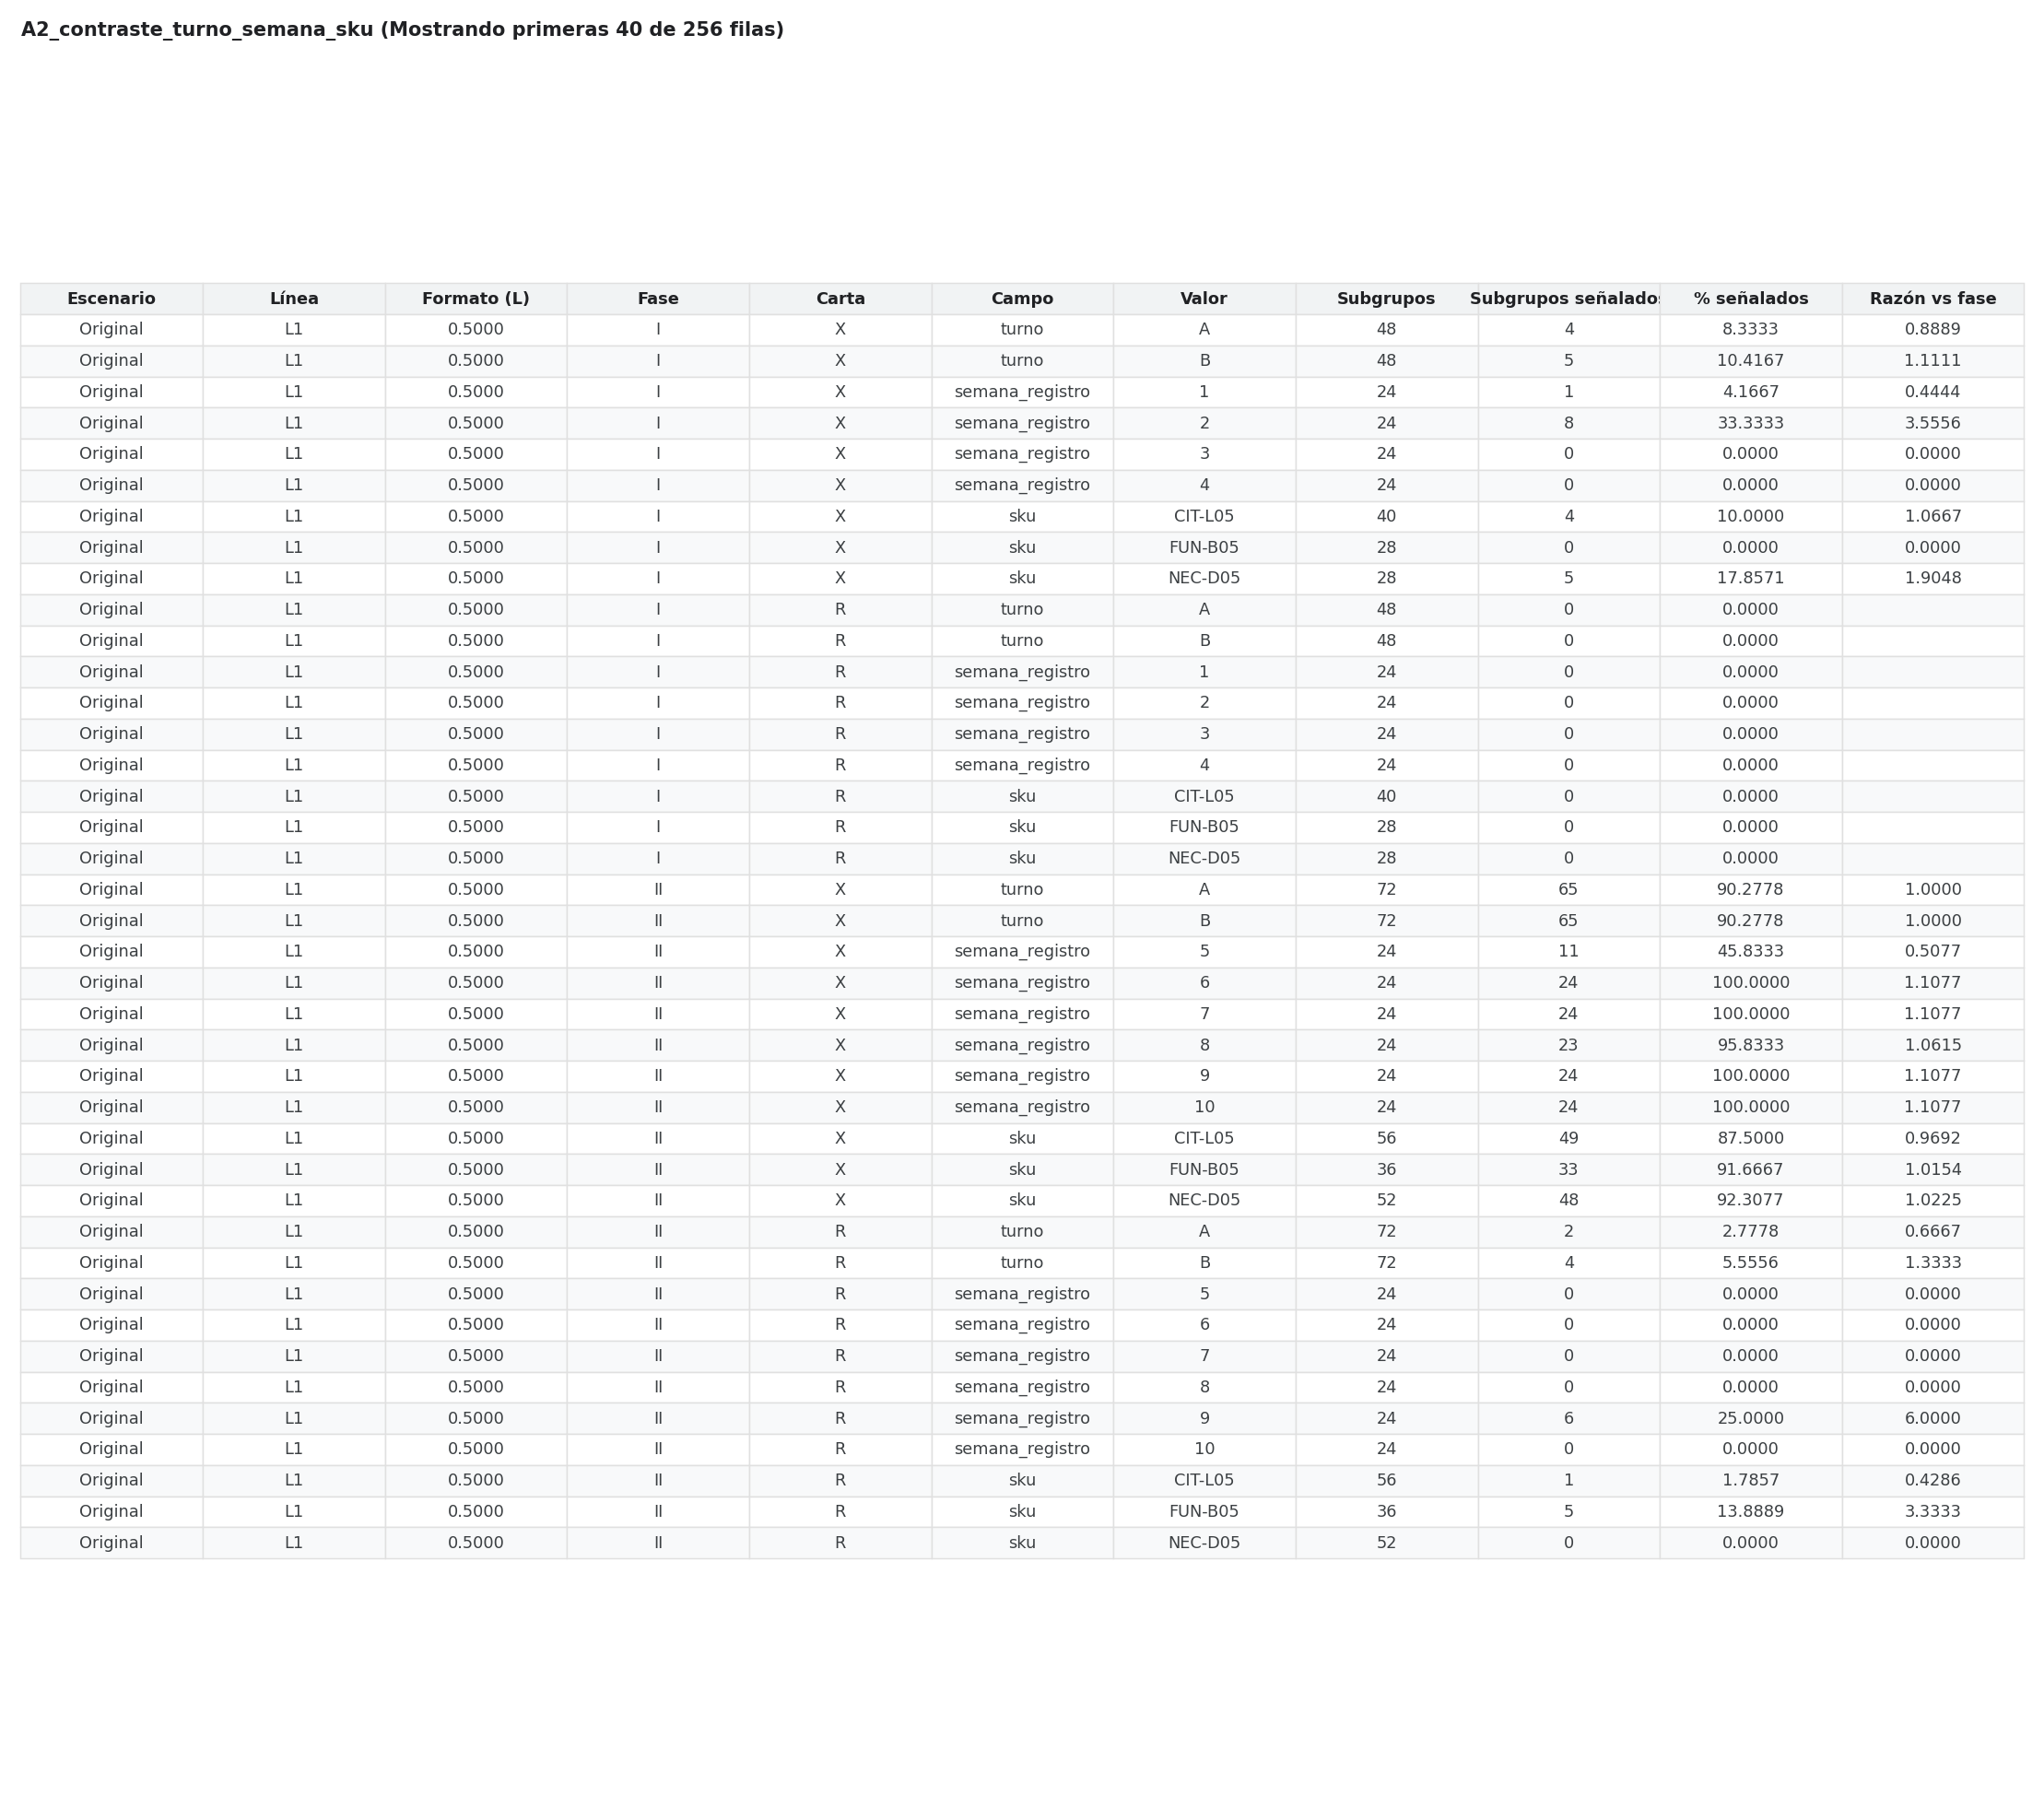 A2_contraste_turno_semana_sku (Mostrando primeras 40 de 256 filas)
Escenario Línea Formato (L) Fase Carta Campo Valor Subgrupos Subgrupos señalados % señalados Razón vs fase
Original L1 0.5000 I X turno A 48 4 8.3333 0.8889
Original L1 0.5000 I X turno B 48 5 10.4167 1.1111
Original L1 0.5000 I X semana_registro 1 24 1 4.1667 0.4444
Original L1 0.5000 I X semana_registro 2 24 8 33.3333 3.5556
Original L1 0.5000 I X semana_registro 3 24 0 0.0000 0.0000
Original L1 0.5000 I X semana_registro 4 24 0 0.0000 0.0000
Original L1 0.5000 I X sku CIT-L05 40 4 10.0000 1.0667
Original L1 0.5000 I X sku FUN-B05 28 0 0.0000 0.0000
Original L1 0.5000 I X sku NEC-D05 28 5 17.8571 1.9048
Original L1 0.5000 I R turno A 48 0 0.0000
Original L1 0.5000 I R turno B 48 0 0.0000
Original L1 0.5000 I R semana_registro 1 24 0 0.0000
Original L1 0.5000 I R semana_registro 2 24 0 0.0000
Original L1 0.5000 I R semana_registro 3 24 0 0.0000
Original L1 0.5000 I R semana_registro 4 24 0 0.0000
Original L1 0.5000 I R sku CIT-L05 40 0 0.0000
Original L1 0.5000 I R sku FUN-B05 28 0 0.0000
Original L1 0.5000 I R sku NEC-D05 28 0 0.0000
Original L1 0.5000 II X turno A 72 65 90.2778 1.0000
Original L1 0.5000 II X turno B 72 65 90.2778 1.0000
Original L1 0.5000 II X semana_registro 5 24 11 45.8333 0.5077
Original L1 0.5000 II X semana_registro 6 24 24 100.0000 1.1077
Original L1 0.5000 II X semana_registro 7 24 24 100.0000 1.1077
Original L1 0.5000 II X semana_registro 8 24 23 95.8333 1.0615
Original L1 0.5000 II X semana_registro 9 24 24 100.0000 1.1077
Original L1 0.5000 II X semana_registro 10 24 24 100.0000 1.1077
Original L1 0.5000 II X sku CIT-L05 56 49 87.5000 0.9692
Original L1 0.5000 II X sku FUN-B05 36 33 91.6667 1.0154
Original L1 0.5000 II X sku NEC-D05 52 48 92.3077 1.0225
Original L1 0.5000 II R turno A 72 2 2.7778 0.6667
Original L1 0.5000 II R turno B 72 4 5.5556 1.3333
Original L1 0.5000 II R semana_registro 5 24 0 0.0000 0.0000
Original L1 0.5000 II R semana_registro 6 24 0 0.0000 0.0000
Original L1 0.5000 II R semana_registro 7 24 0 0.0000 0.0000
Original L1 0.5000 II R semana_registro 8 24 0 0.0000 0.0000
Original L1 0.5000 II R semana_registro 9 24 6 25.0000 6.0000
Original L1 0.5000 II R semana_registro 10 24 0 0.0000 0.0000
Original L1 0.5000 II R sku CIT-L05 56 1 1.7857 0.4286
Original L1 0.5000 II R sku FUN-B05 36 5 13.8889 3.3333
Original L1 0.5000 II R sku NEC-D05 52 0 0.0000 0.0000